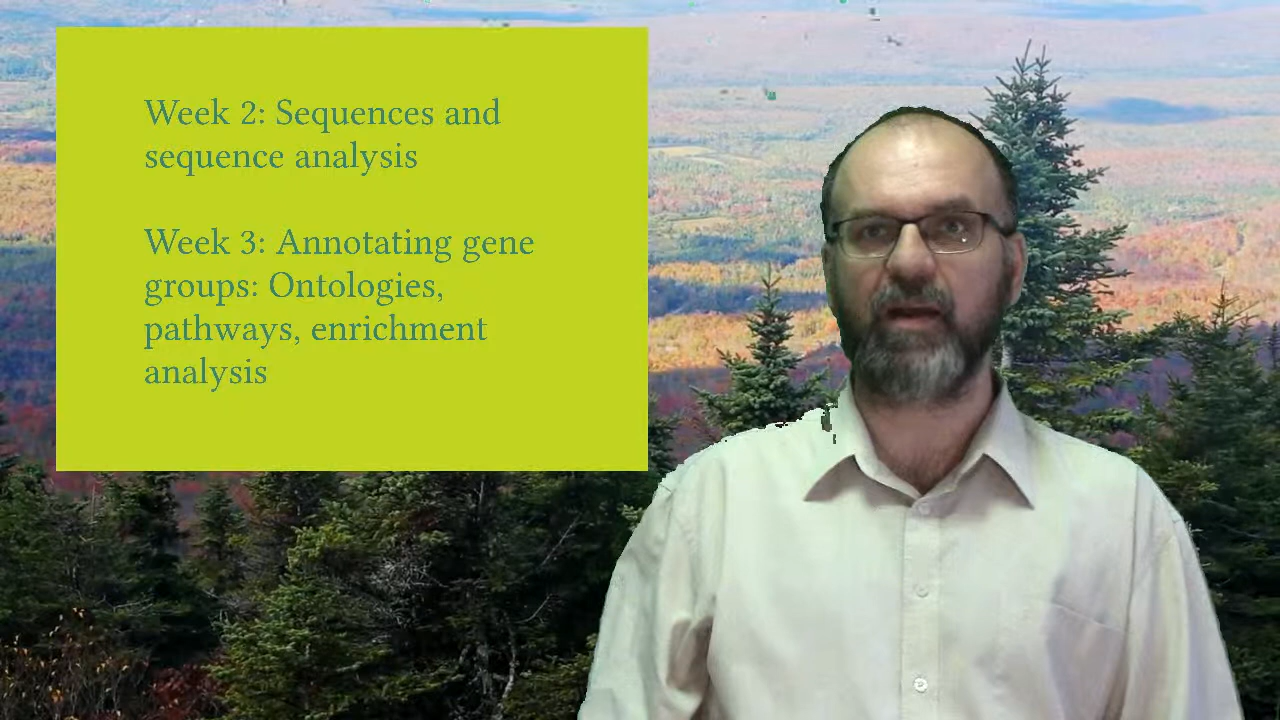 Week 2: Sequences and
sequence analysis
Week 3: Annotating gene
groups: Ontologies,
pathways, enrichment
analysis